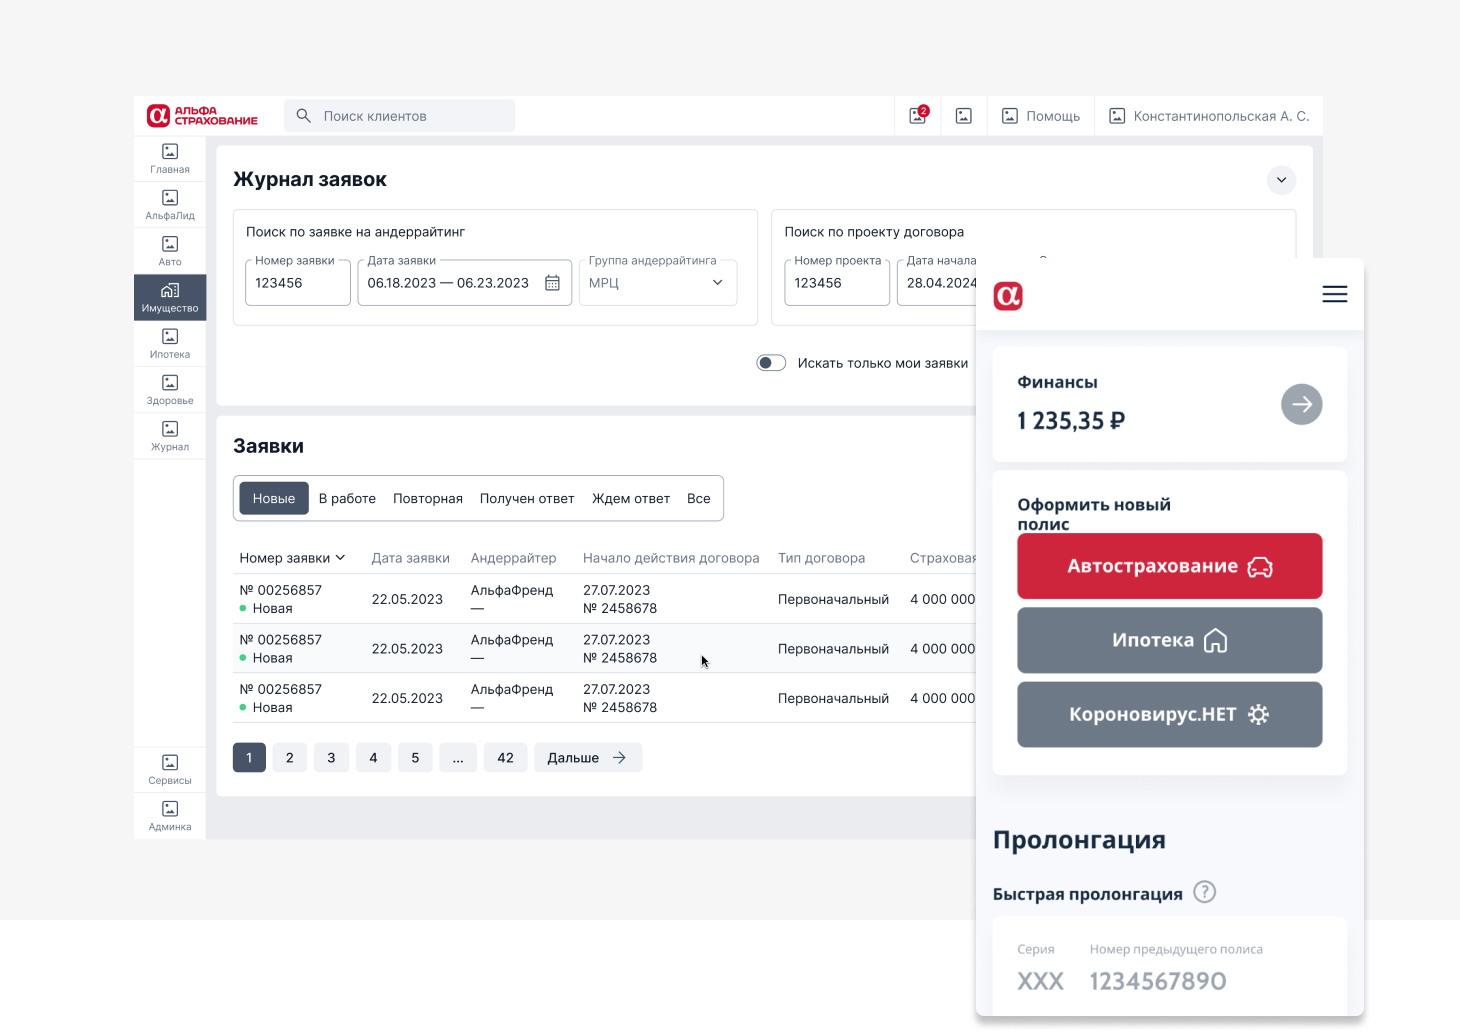 АЛЬФА
СТРАХОВАНИЕ
Поиск клиентов
2
Помощь
Константинопольская А. С.
Главная
АльфаЛид
Авто
Имущество
Ипотека
Здоровье
Журнал
Сервисы
Админка
Журнал заявок
Поиск по заявке на андеррайтинг
Номер заявки
123456
Дата заявки
06.18.2023 — 06.23.2023
Группа андеррайтинга
МРЦ
Поиск по проекту договора
Номер проекта
123456
Дата начала
28.04.2024
Искать только мои заявки
Заявки
Новые В работе Повторная Получен ответ Ждем ответ Все
Номер заявки Дата заявки Андеррайтер Начало действия договора Тип договора Страховая
№ 00256857
Новая
22.05.2023
АльфаФренд
—
27.07.2023
№ 2458678
Первоначальный
4 000 000
№ 00256857
Новая
22.05.2023
АльфаФренд
—
27.07.2023
№ 2458678
Первоначальный
4 000 000
№ 00256857
Новая
22.05.2023
АльфаФренд
—
27.07.2023
№ 2458678
Первоначальный
4 000 000
1 2 3 4 5 ... 42 Дальше
Финансы
1 235,35 ₽
Оформить новый
полис
Автострахование
Ипотека
Короновирус.НЕТ
Пролонгация
Быстрая пролонгация ?
Серия
XXX
Номер предыдущего полиса
1234567890